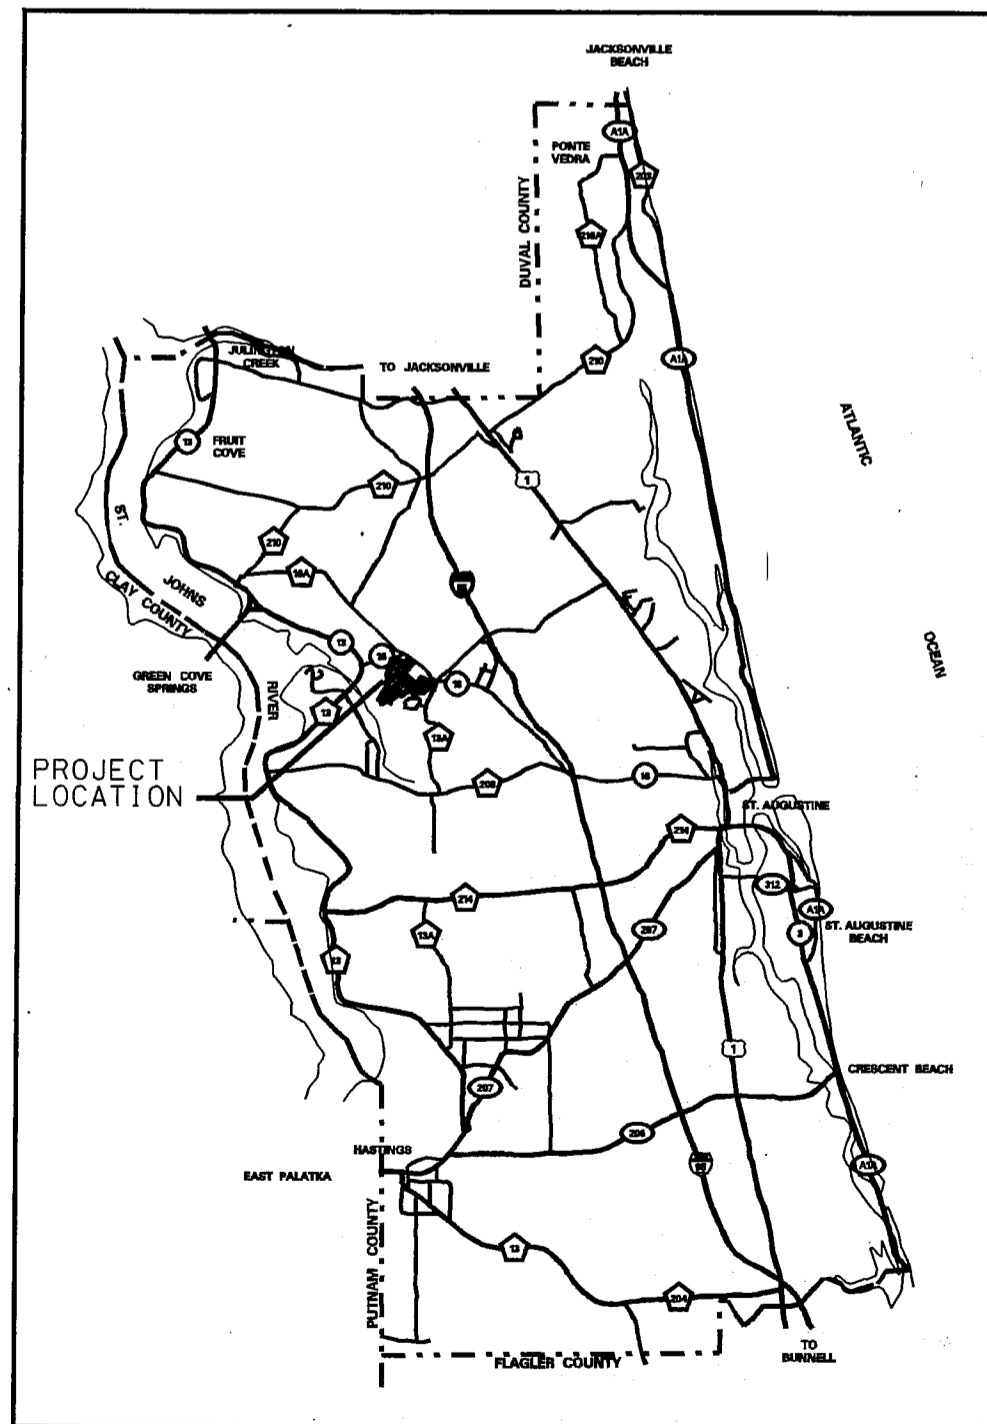 JACKSONVILLE
BEACH
A1A
PONTE
VEDRA
203
DUVAL COUNTY
210A
JULINGTON
CREEK
TO JACKSONVILLE
210
A1A
13
FRUIT
COVE
ATLANTIC
210
1
ST.
210
16A
95
JOHNS
CLAY COUNTY
13
16
OCEAN
GREEN COVE
SPRINGS
16
RIVER
13
13A
PROJECT
LOCATION
208
16
ST. AUGUSTINE
214
312
214
A1A
ST. AUGUSTINE
BEACH
13A
207
3
13
1
CRESCENT BEACH
207
206
HASTINGS
EAST PALATKA
95
A1A
PUTNAM COUNTY
13
204
FLAGLER COUNTY
TO
BUNNELL